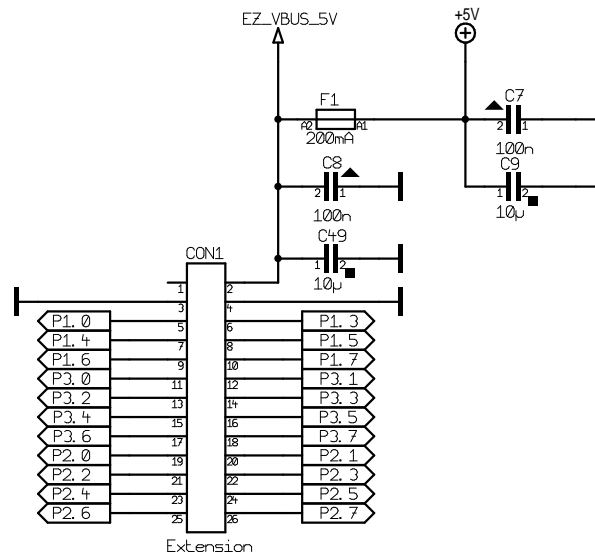 EZ_VBUS_5V
+5V
F1
A2 A1
200mA
C7
2 1
100n
C8
2 1
100n
C9
1 2
10µ
C49
1 2
10µ
CON1
1 2
3 4
P1.0 5 6 P1.3
P1.4 7 8 P1.5
P1.6 9 10 P1.7
P3.0 11 12 P3.1
P3.2 13 14 P3.3
P3.4 15 16 P3.5
P3.6 17 18 P3.7
P2.0 19 20 P2.1
P2.2 21 22 P2.3
P2.4 23 24 P2.5
P2.6 25 26 P2.7
Extension